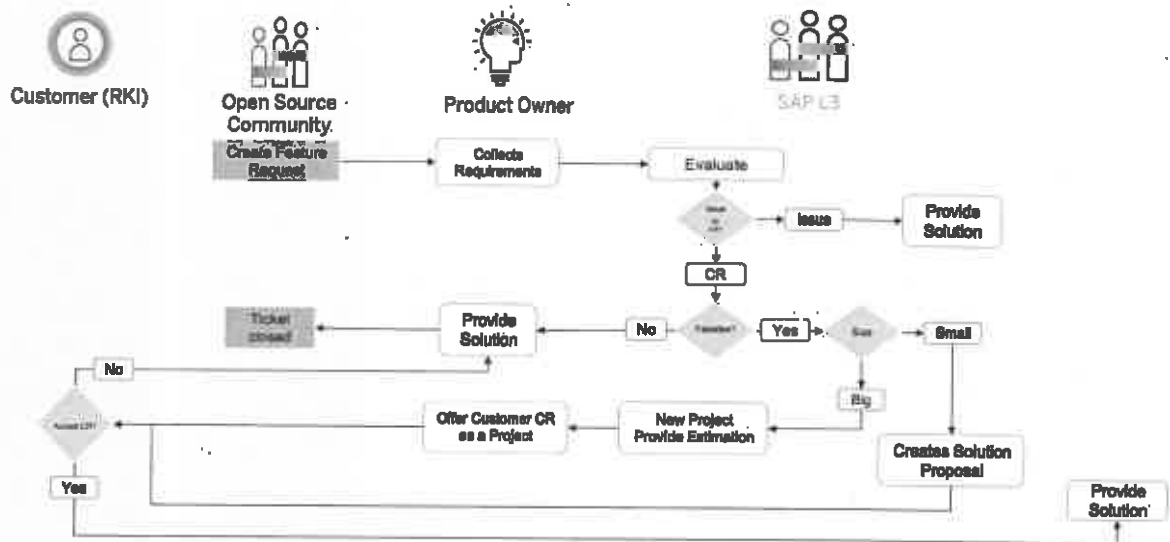 Customer (RKI)
Open Source
Community.
Product Owner
SAP L3
Create Feature
Request
Collects
Requirements
Evaluate
Issue
Provide
Solution
CR
Ticket
closed
Provide
Solution
No
Yes
Size
Small
No
Big
Offer Customer CR
as a Project
New Project
Provide Estimation
Creates Solution
Proposal
Yes
Provide
Solution